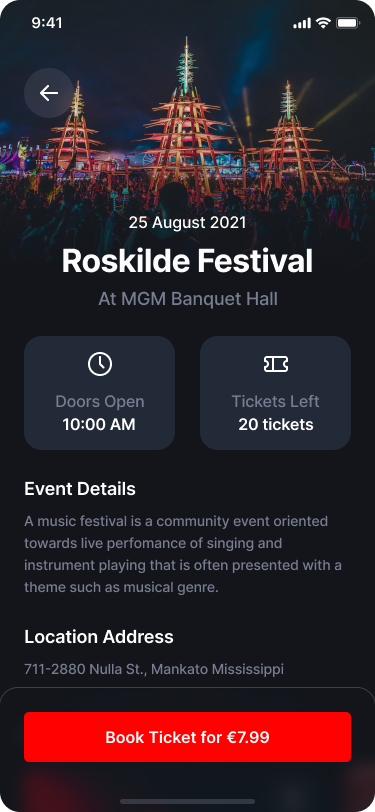 9:41
25 August 2021
Roskilde Festival
At MGM Banquet Hall
Doors Open
10:00 AM
Tickets Left
20 tickets
Event Details
A music festival is a community event oriented
towards live perfomance of singing and
instrument playing that is often presented with a
theme such as musical genre.
Location Address
711-2880 Nulla St., Mankato Mississippi
Book Ticket for €7.99